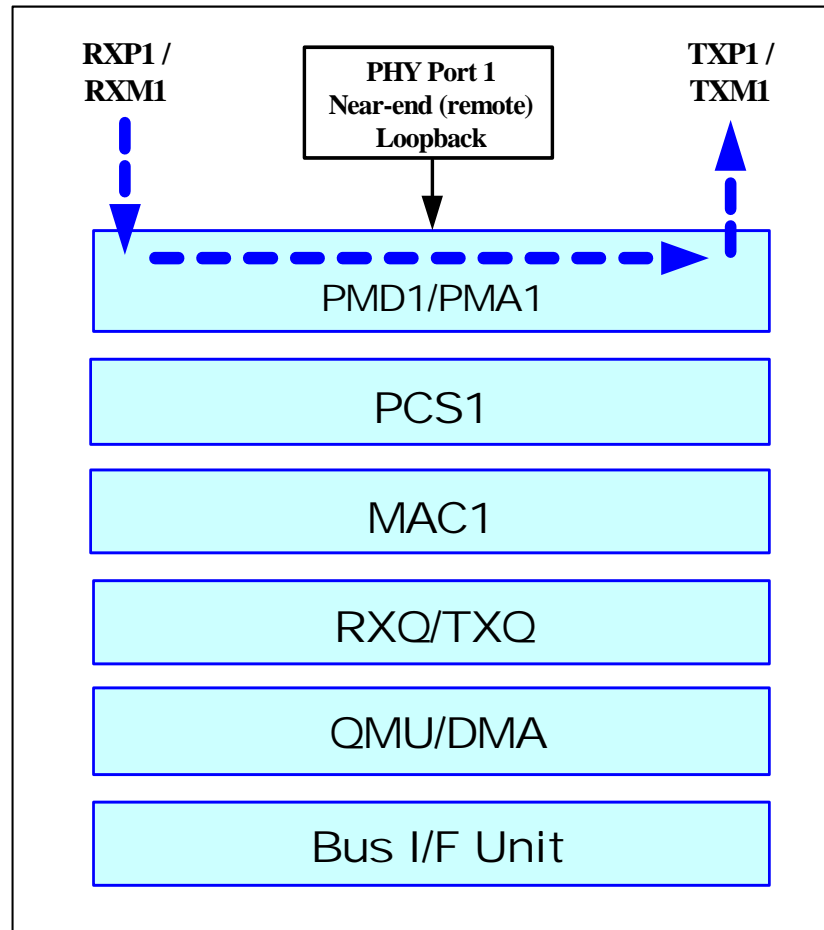 RXP1 /
RXM1
PHY Port 1
Near-end (remote)
Loopback
TXP1 /
TXM1
PMD1/PMA1
PCS1
MAC1
RXQ/TXQ
QMU/DMA
Bus I/F Unit